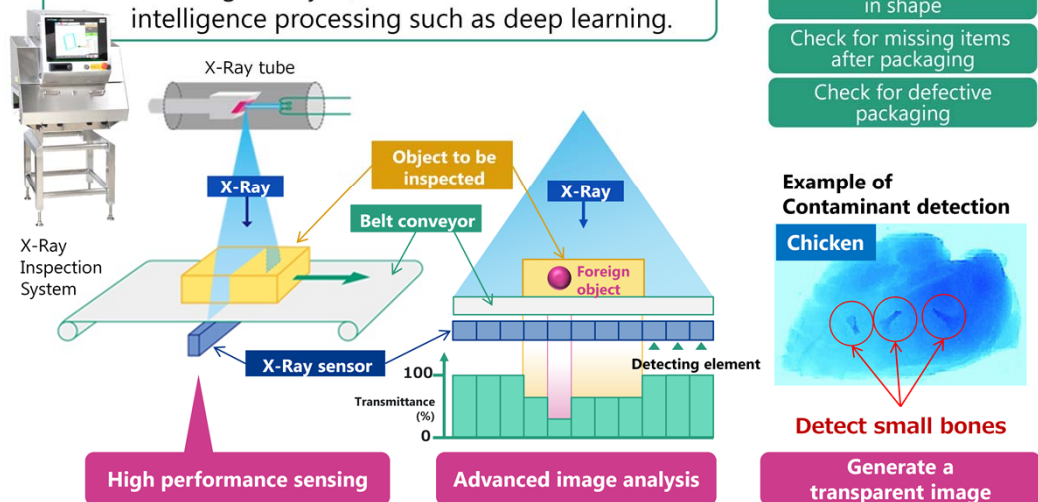 intelligence processing such as deep learning.
in shape
Check for missing items
after packaging
Check for defective
packaging
X-Ray tube
Object to be
inspected
X-Ray
X-Ray
Belt conveyor
Example of
Contaminant detection
Chicken
X-Ray
Inspection
System
Foreign
object
X-Ray sensor
Detecting element
100
Transmittance
(%)
0
Detect small bones
High performance sensing
Advanced image analysis
Generate a
transparent image